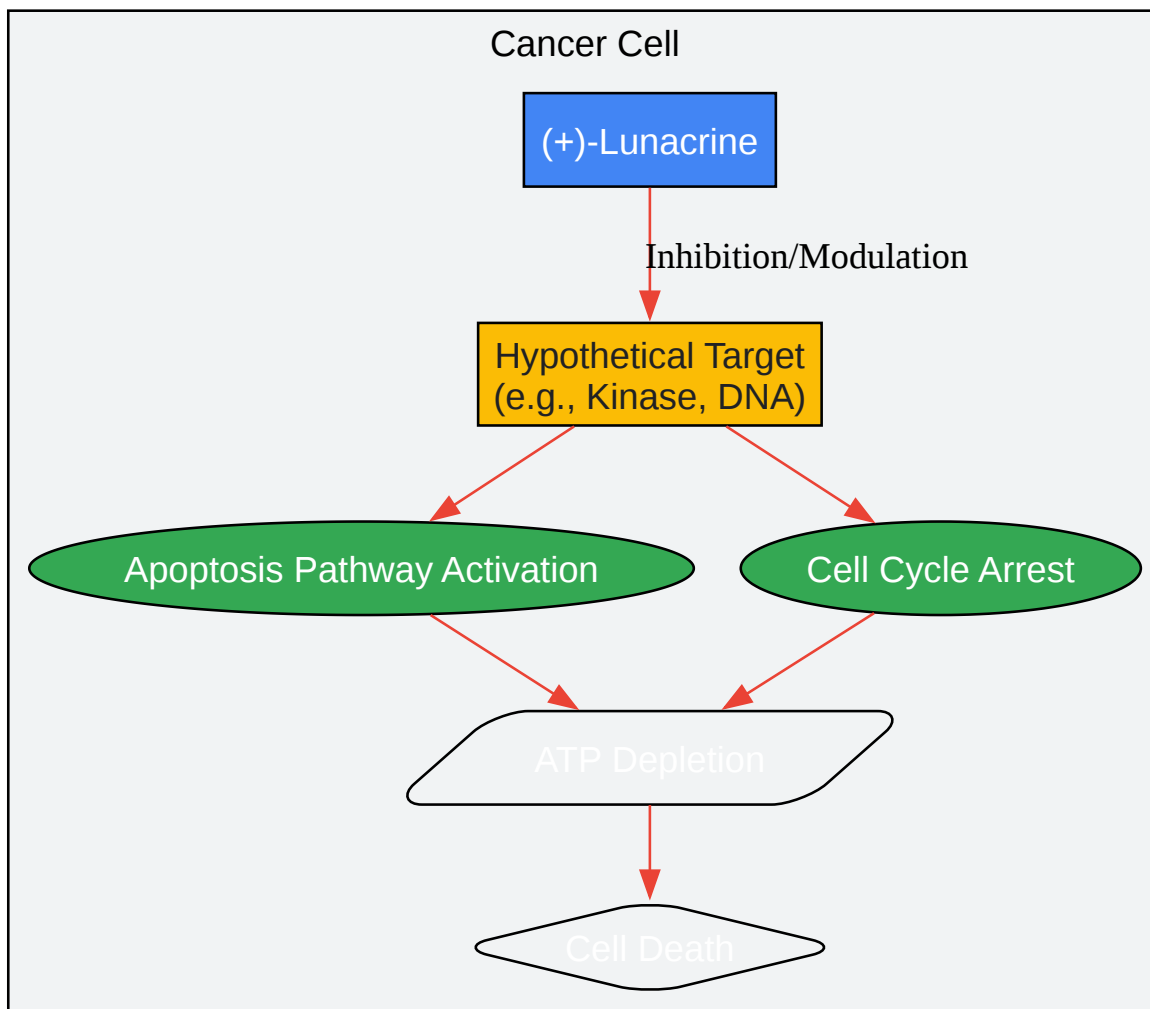 Cancer Cell
(+)-Lunacrine
Inhibition/Modulation
Hypothetical Target
(e.g., Kinase, DNA)
Apoptosis Pathway Activation
Cell Cycle Arrest
ATP Depletion
Cell Death